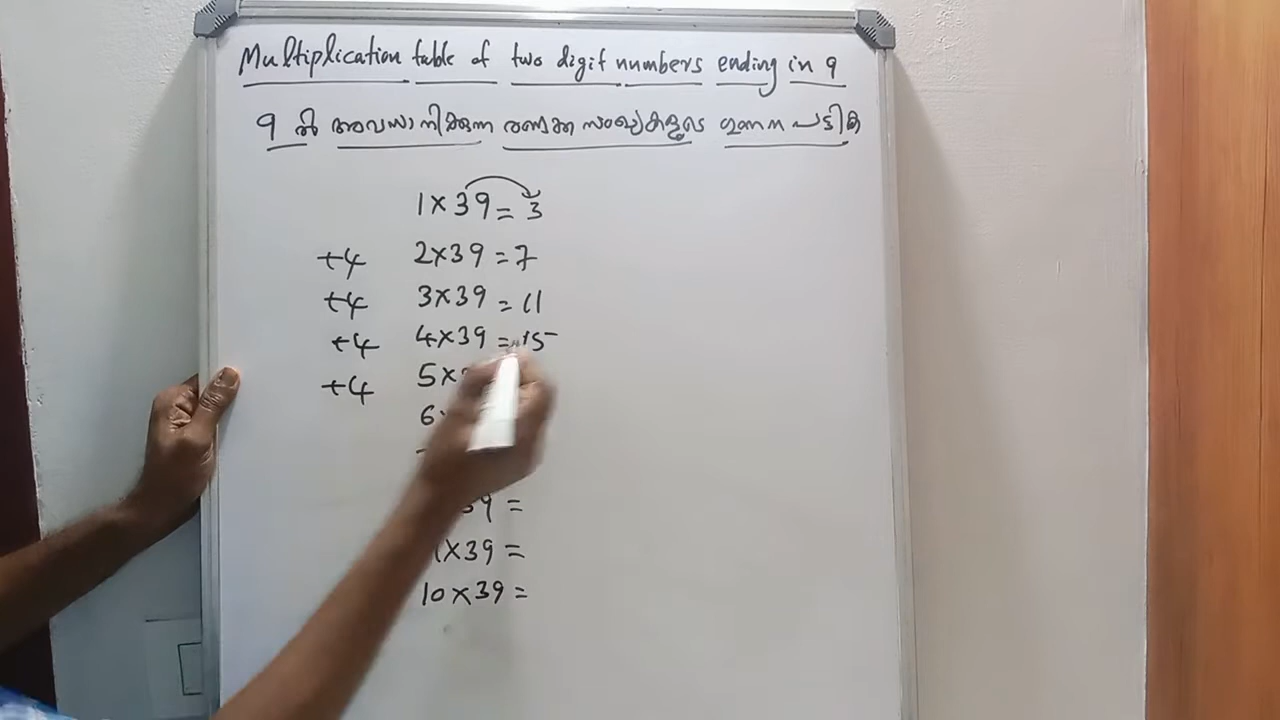 Multiplication table of two digit numbers ending in 9
9 ൽ അവസാനിക്കുന്ന രണ്ടക്ക സംഖ്യകളുടെ ഗുണന പട്ടിക
1×39 = 3
+4 2×39 = 7
+4 3×39 = 11
+4 4×39 = 15
+4 5×
6
39 =
×39 =
10×39 =